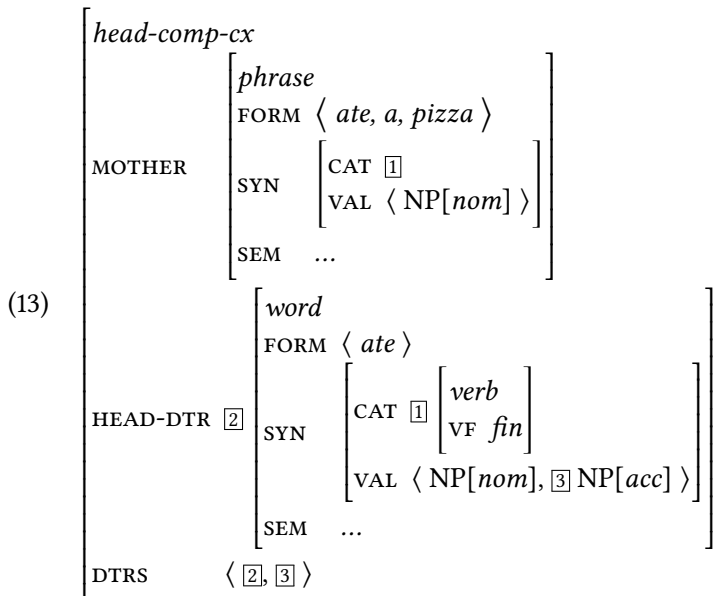 head-comp-cx
phrase
FORM ⟨ ate, a, pizza ⟩
MOTHER
SYN
CAT 1
VAL ⟨ NP[nom] ⟩
SEM ...
(13)
word
FORM ⟨ ate ⟩
HEAD-DTR 2
SYN
CAT 1
verb
VF fin
VAL ⟨ NP[nom], 3 NP[acc] ⟩
SEM ...
DTRS ⟨ 2, 3 ⟩